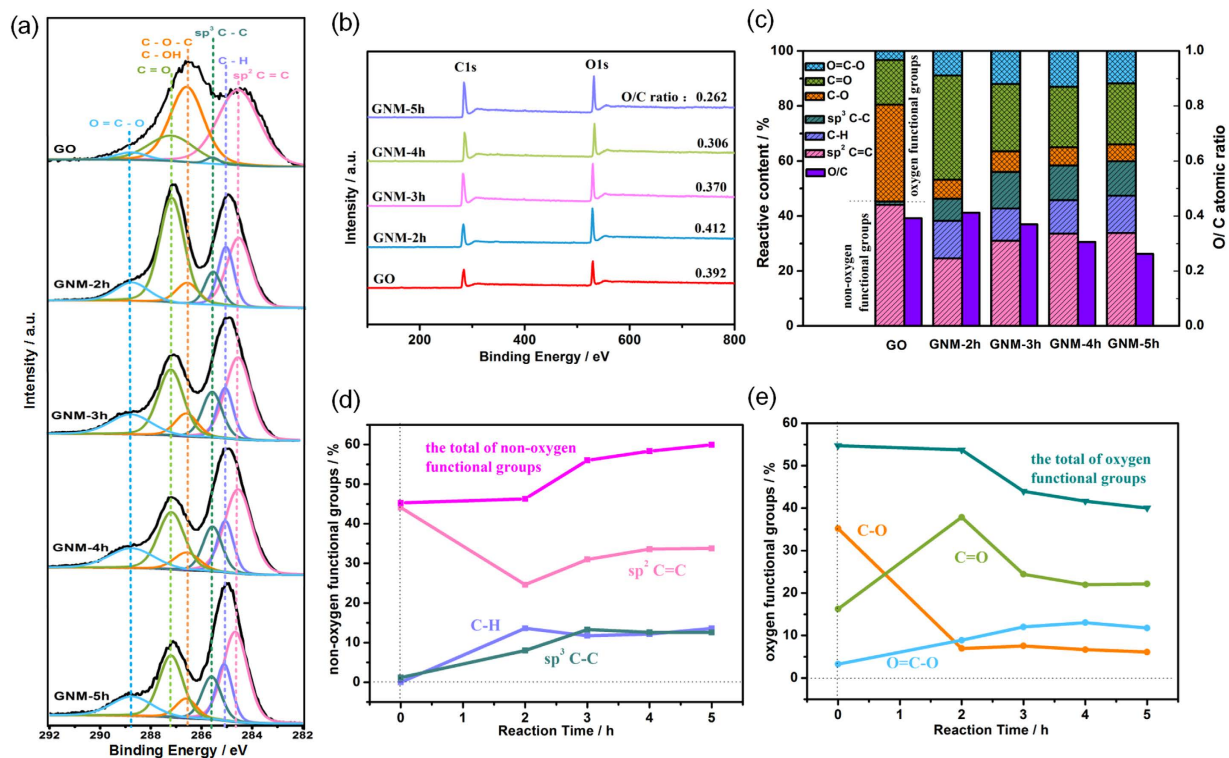 (a)
sp³ C - C
C - O - C
C - OH
C = O
C - H
sp² C = C
O = C - O
GO
GNM-2h
GNM-3h
GNM-4h
GNM-5h
Intensity / a.u.
292 290 288 286 284 282
Binding Energy / eV
(b)
C1s O1s
GNM-5h O/C ratio : 0.262
GNM-4h 0.306
GNM-3h 0.370
GNM-2h 0.412
GO 0.392
Intensity / a.u.
200 400 600 800
Binding Energy / eV
(c)
100
80
60
40
20
0
Reactive content / %
O=C-O
C=O
C-O
sp³ C-C
C-H
sp² C=C
O/C
oxygen functional groups
non-oxygen
functional groups
1.0
0.8
0.6
0.4
0.2
0.0
O/ C atomic ratio
GO GNM-2h GNM-3h GNM-4h GNM-5h
(d)
60
50
40
30
20
10
0
non-oxygen functional groups / %
the total of non-oxygen
functional groups
sp² C=C
C-H
sp³ C-C
0 1 2 3 4 5
Reaction Time / h
(e)
60
50
40
30
20
10
0
oxygen functional groups / %
the total of oxygen
functional groups
C-O
C=O
O=C-O
0 1 2 3 4 5
Reaction Time / h